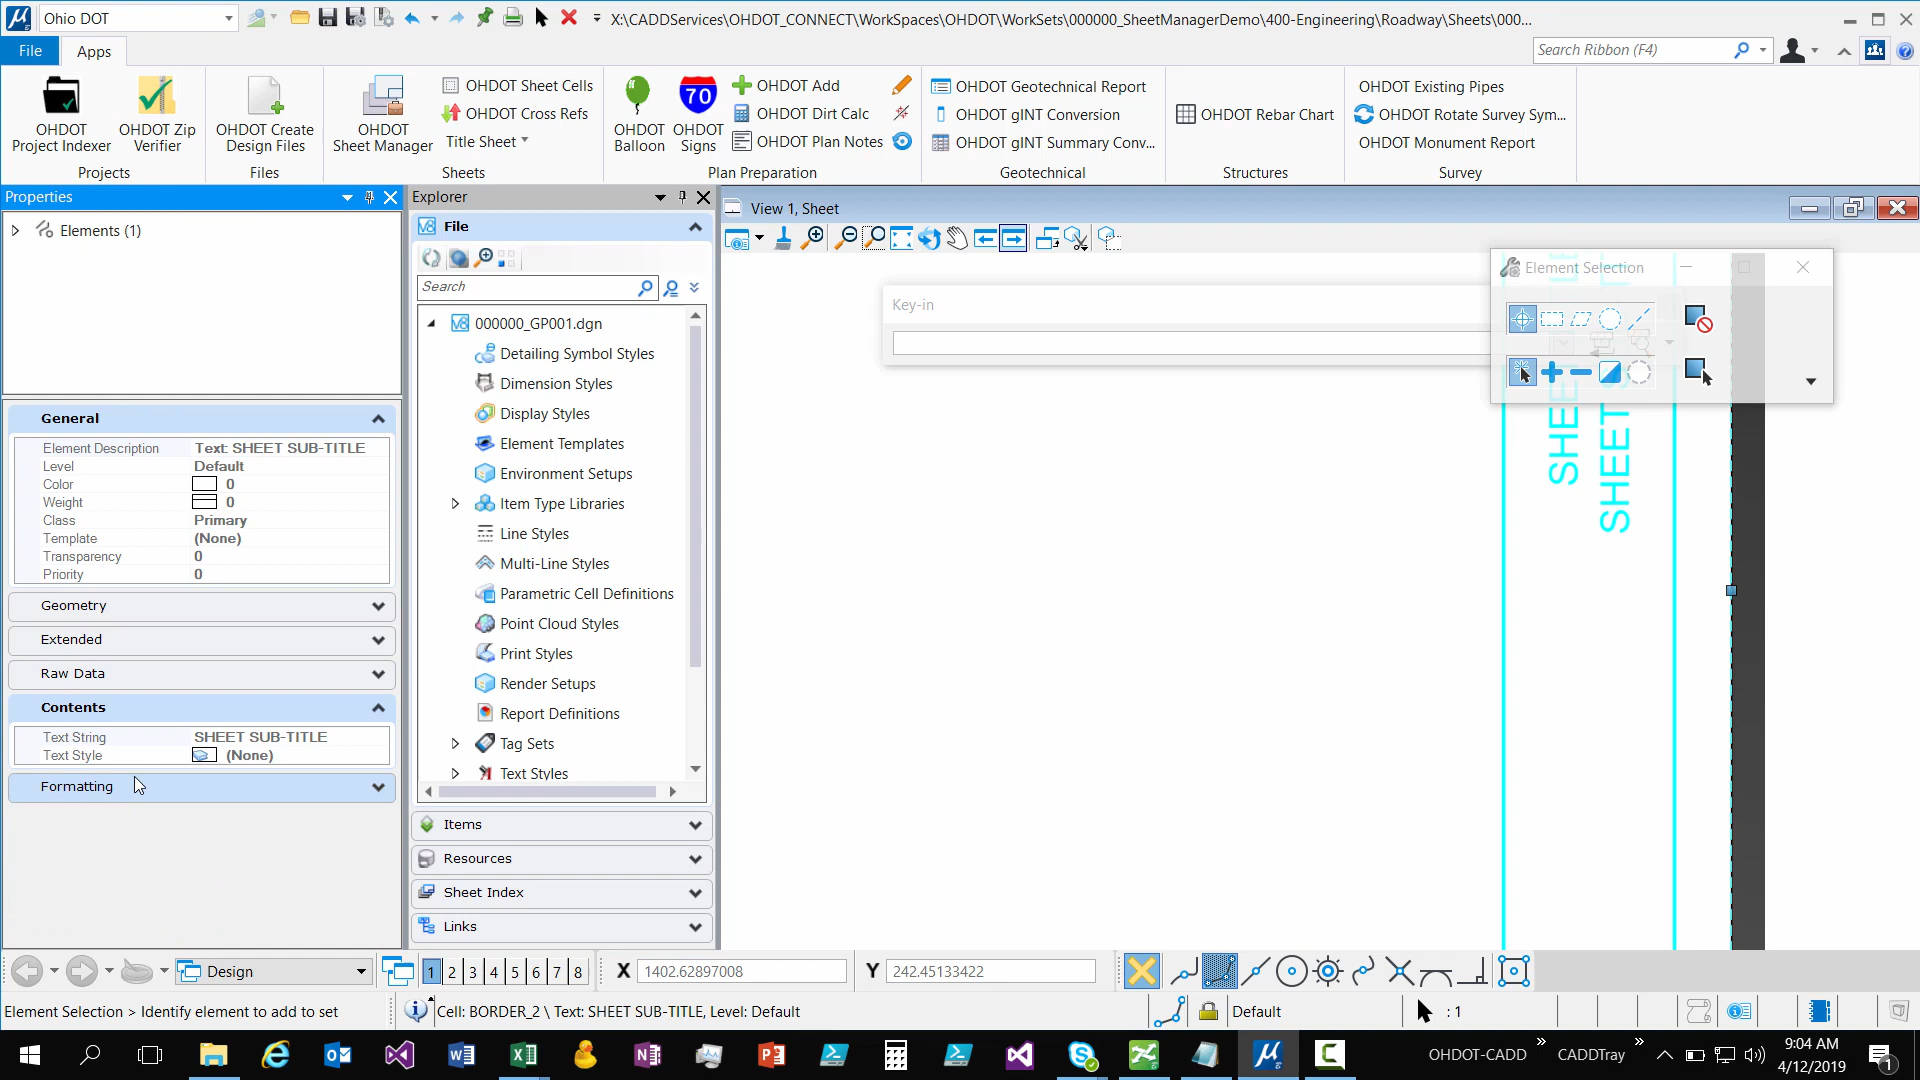 Ohio DOT
X:\CADDServices\OHDOT_CONNECT\WorkSpaces\OHDOT\WorkSets\000000_SheetManagerDemo\400-Engineering\Roadway\Sheets\000...
File
Apps
Search Ribbon (F4)
OHDOT Project Indexer
OHDOT Zip Verifier
Projects
OHDOT Create Design Files
Files
OHDOT Sheet Manager
OHDOT Sheet Cells
OHDOT Cross Refs
Title Sheet
Sheets
OHDOT Balloon
70
OHDOT Signs
OHDOT Add
OHDOT Dirt Calc
OHDOT Plan Notes
Plan Preparation
OHDOT Geotechnical Report
OHDOT gINT Conversion
OHDOT gINT Summary Conv...
Geotechnical
OHDOT Rebar Chart
Structures
OHDOT Existing Pipes
OHDOT Rotate Survey Sym...
OHDOT Monument Report
Survey
Properties
Elements (1)
General
Element Description Text: SHEET SUB-TITLE
Level Default
Color 0
Weight 0
Class Primary
Template (None)
Transparency 0
Priority 0
Geometry
Extended
Raw Data
Contents
Text String SHEET SUB-TITLE
Text Style (None)
Formatting
Explorer
File
Search
000000_GP001.dgn
Detailing Symbol Styles
Dimension Styles
Display Styles
Element Templates
Environment Setups
Item Type Libraries
Line Styles
Multi-Line Styles
Parametric Cell Definitions
Point Cloud Styles
Print Styles
Render Setups
Report Definitions
Tag Sets
Text Styles
Items
Resources
Sheet Index
Links
View 1, Sheet
Key-in
Element Selection
SHEE
SHEET
Design
1 2 3 4 5 6 7 8
X 1402.62897008
Y 242.45133422
Element Selection > Identify element to add to set
Cell: BORDER_2 \ Text: SHEET SUB-TITLE, Level: Default
Default
: 1
OHDOT-CADD
CADDTray
9:04 AM
4/12/2019
1